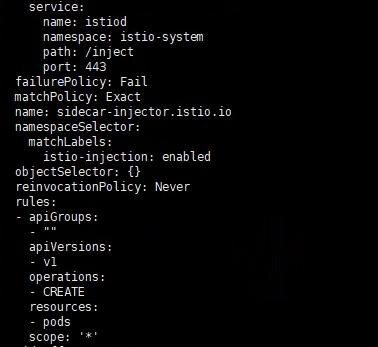 service:
name: istiod
namespace: istio-system
path: /inject
port: 443
failurePolicy: Fail
matchPolicy: Exact
name: sidecar-injector.istio.io
namespaceSelector:
matchLabels:
istio-injection: enabled
objectSelector: {}
reinvocationPolicy: Never
rules:
- apiGroups:
- ""
apiVersions:
- v1
operations:
- CREATE
resources:
- pods
scope: '*'